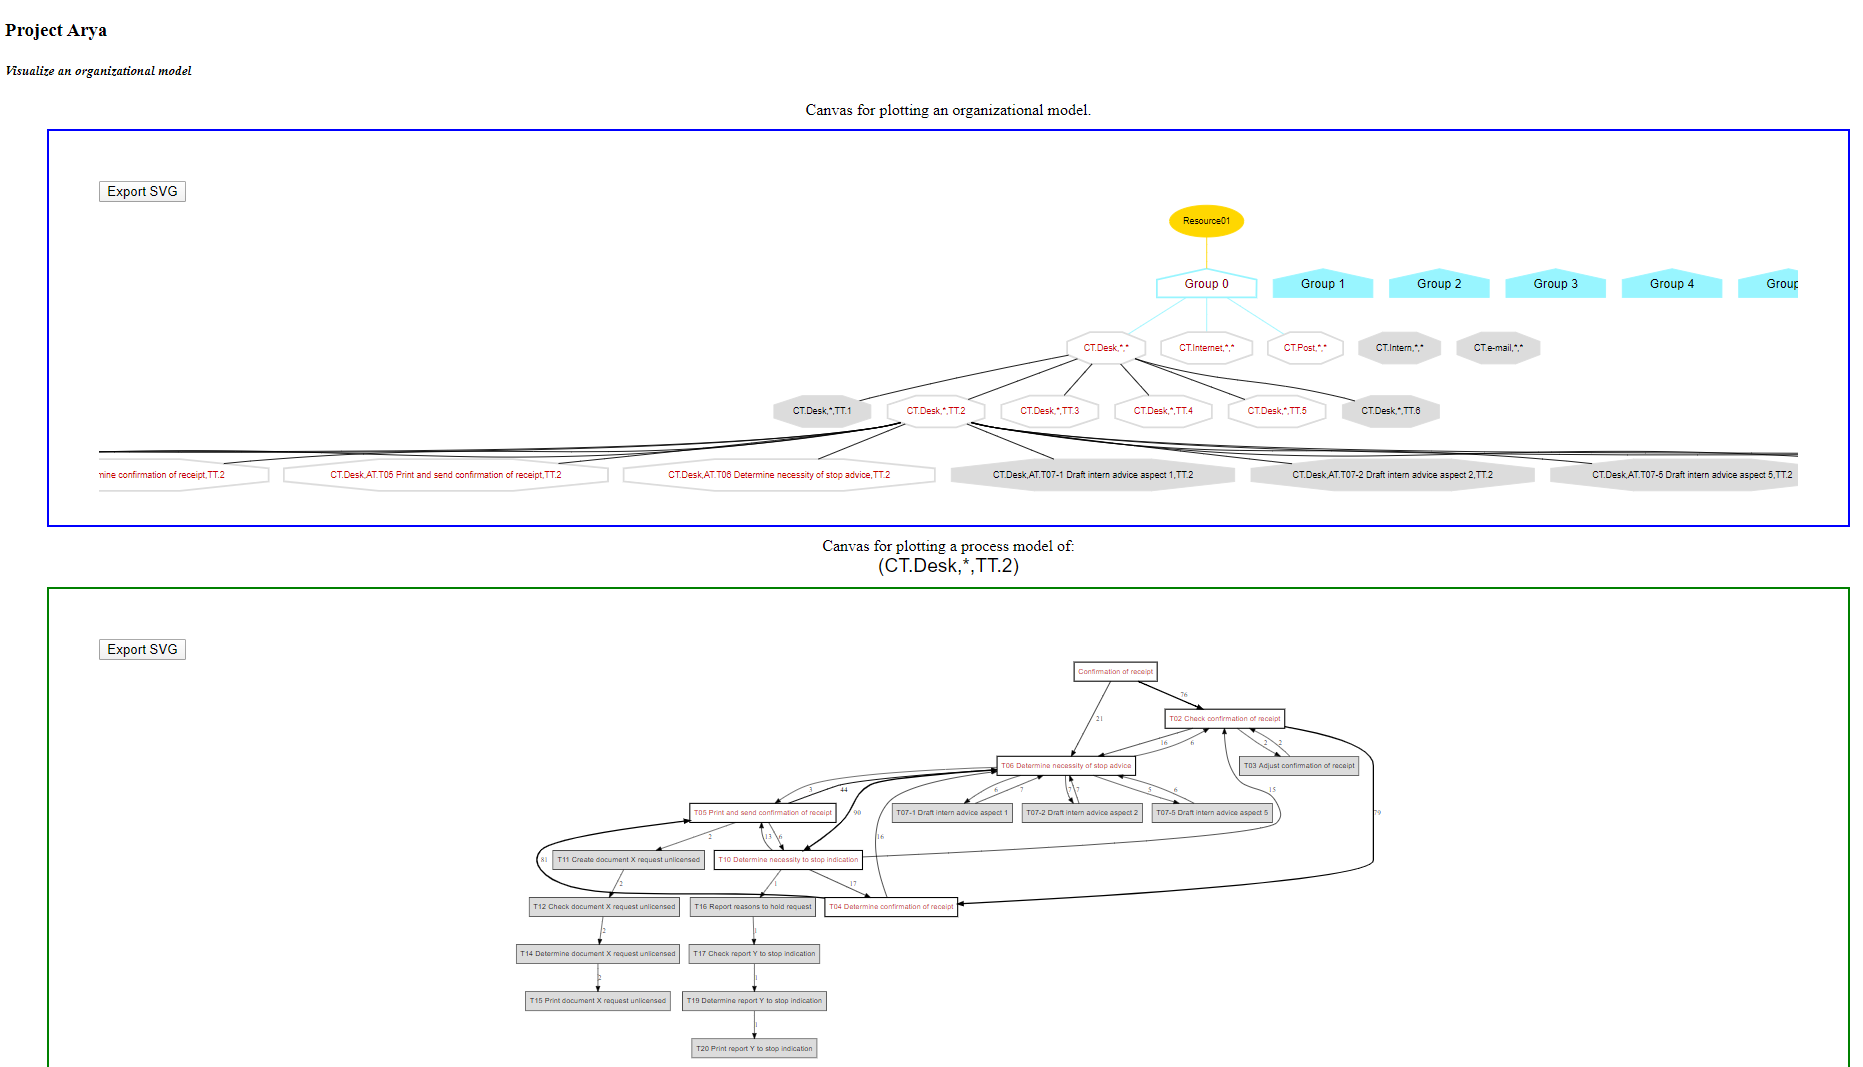 Project Arya
Visualize an organizational model
Canvas for plotting an organizational model.
Export SVG
Resource01
Group 0
Group 1
Group 2
Group 3
Group 4
Group
CT.Desk,*,*
CT.Internet,*,*
CT.Post,*,*
CT.Intern,*,*
CT.e-mail,*,*
CT.Desk,*,TT.1
CT.Desk,*,TT.2
CT.Desk,*,TT.3
CT.Desk,*,TT.4
CT.Desk,*,TT.5
CT.Desk,*,TT.6
mine confirmation of receipt,TT.2
CT.Desk,AT.T05 Print and send confirmation of receipt,TT.2
CT.Desk,AT.T06 Determine necessity of stop advice,TT.2
CT.Desk,AT.T07-1 Draft intern advice aspect 1,TT.2
CT.Desk,AT.T07-2 Draft intern advice aspect 2,TT.2
CT.Desk,AT.T07-5 Draft intern advice aspect 5,TT.2
Canvas for plotting a process model of:
(CT.Desk,*,TT.2)
Export SVG
Confirmation of receipt
76
21
T02 Check confirmation of receipt
16
6
2
2
T06 Determine necessity of stop advice
T03 Adjust confirmation of receipt
3
44
6
7
7
7
5
6
15
T05 Print and send confirmation of receipt
90
T07-1 Draft intern advice aspect 1
T07-2 Draft intern advice aspect 2
T07-5 Draft intern advice aspect 5
79
2
13
6
16
81
T11 Create document X request unlicensed
T10 Determine necessity to stop indication
2
1
17
T12 Check document X request unlicensed
T16 Report reasons to hold request
T04 Determine confirmation of receipt
2
1
T14 Determine document X request unlicensed
T17 Check report Y to stop indication
2
1
T15 Print document X request unlicensed
T19 Determine report Y to stop indication
1
T20 Print report Y to stop indication